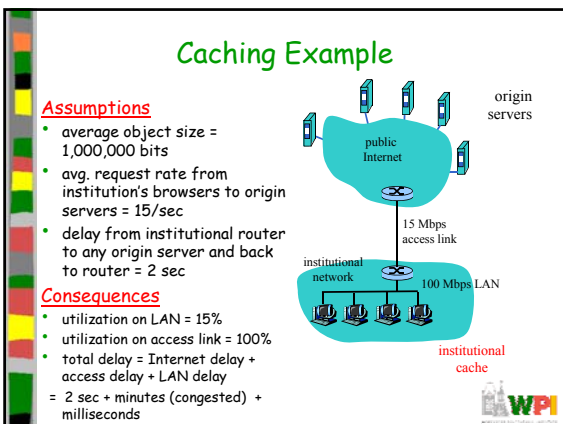 Caching Example
Assumptions
• average object size =
1,000,000 bits
• avg. request rate from
institution's browsers to origin
servers = 15/sec
• delay from institutional router
to any origin server and back
to router = 2 sec
Consequences
• utilization on LAN = 15%
• utilization on access link = 100%
• total delay = Internet delay +
access delay + LAN delay
= 2 sec + minutes (congested) +
milliseconds
origin
servers
public
Internet
15 Mbps
access link
institutional
network
100 Mbps LAN
institutional
cache
WPI